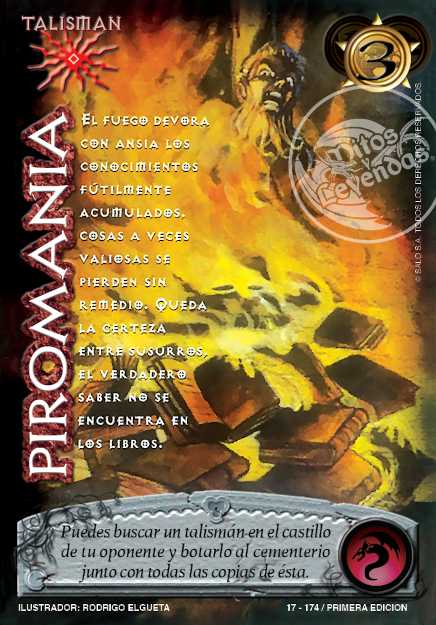 TALISMAN
3
PIROMANIA
El fuego devora
con ansia los
conocimientos
fútilmente
acumulados.
Cosas a veces
valiosas se
pierden sin
remedio. Queda
la certeza
entre susurros,
el verdadero
saber no se
encuentra en
los libros.
Mitos y
Leyendas
© SALO S.A. TODOS LOS DERECHOS RESERVADOS
Puedes buscar un talismán en el castillo
de tu oponente y botarlo al cementerio
junto con todas las copias de ésta.
ILUSTRADOR: RODRIGO ELGUETA
17 - 174 / PRIMERA EDICION